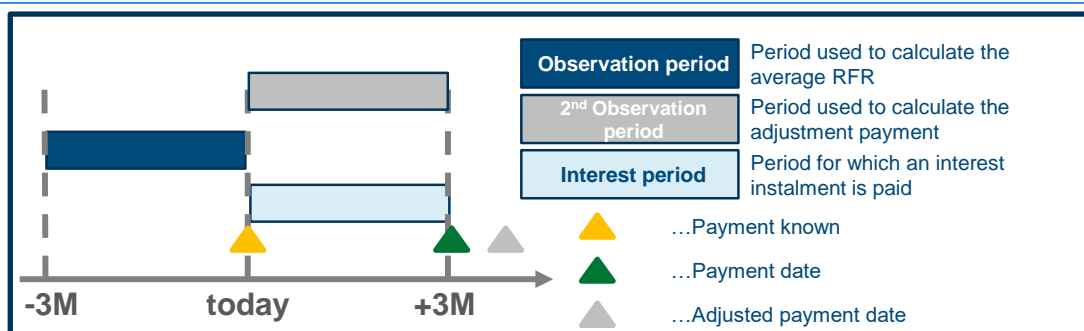 Observation period
Period used to calculate the
average RFR
2nd Observation
period
Period used to calculate the
adjustment payment
Interest period
Period for which an interest
instalment is paid
…Payment known
…Payment date
…Adjusted payment date
-3M today +3M